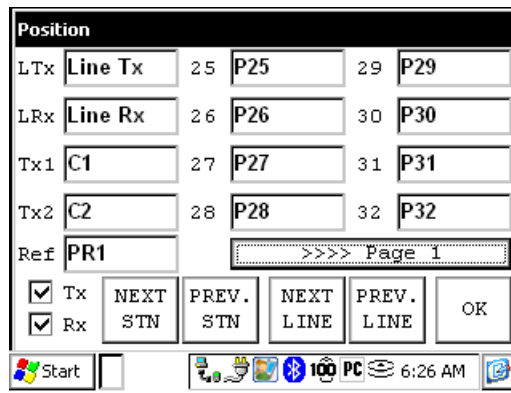 Position
LTx Line Tx 25 P25 29 P29
LRx Line Rx 26 P26 30 P30
Tx1 C1 27 P27 31 P31
Tx2 C2 28 P28 32 P32
Ref PR1 >>>> Page 1
Tx NEXT STN PREV. STN NEXT LINE PREV. LINE OK
Rx
Start 100 PC 6:26 AM